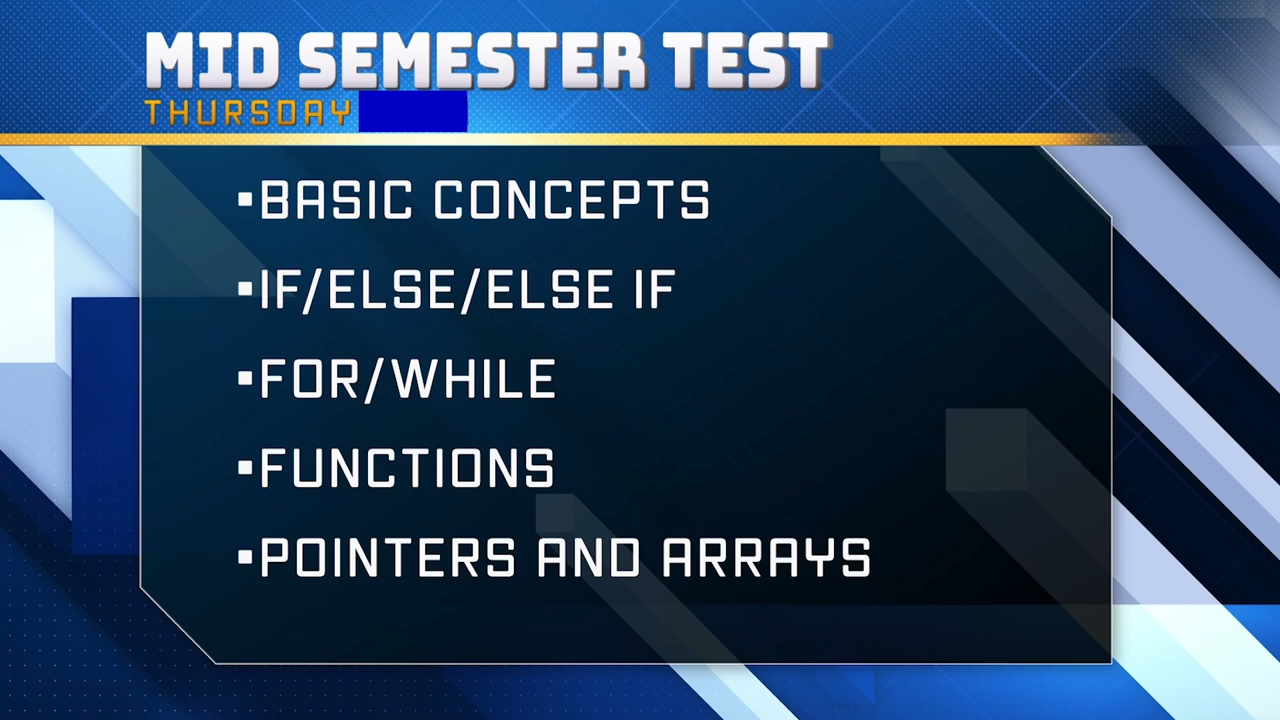 MID SEMESTER TEST
THURSDAY
▪BASIC CONCEPTS
▪IF/ELSE/ELSE IF
▪FOR/WHILE
▪FUNCTIONS
▪POINTERS AND ARRAYS